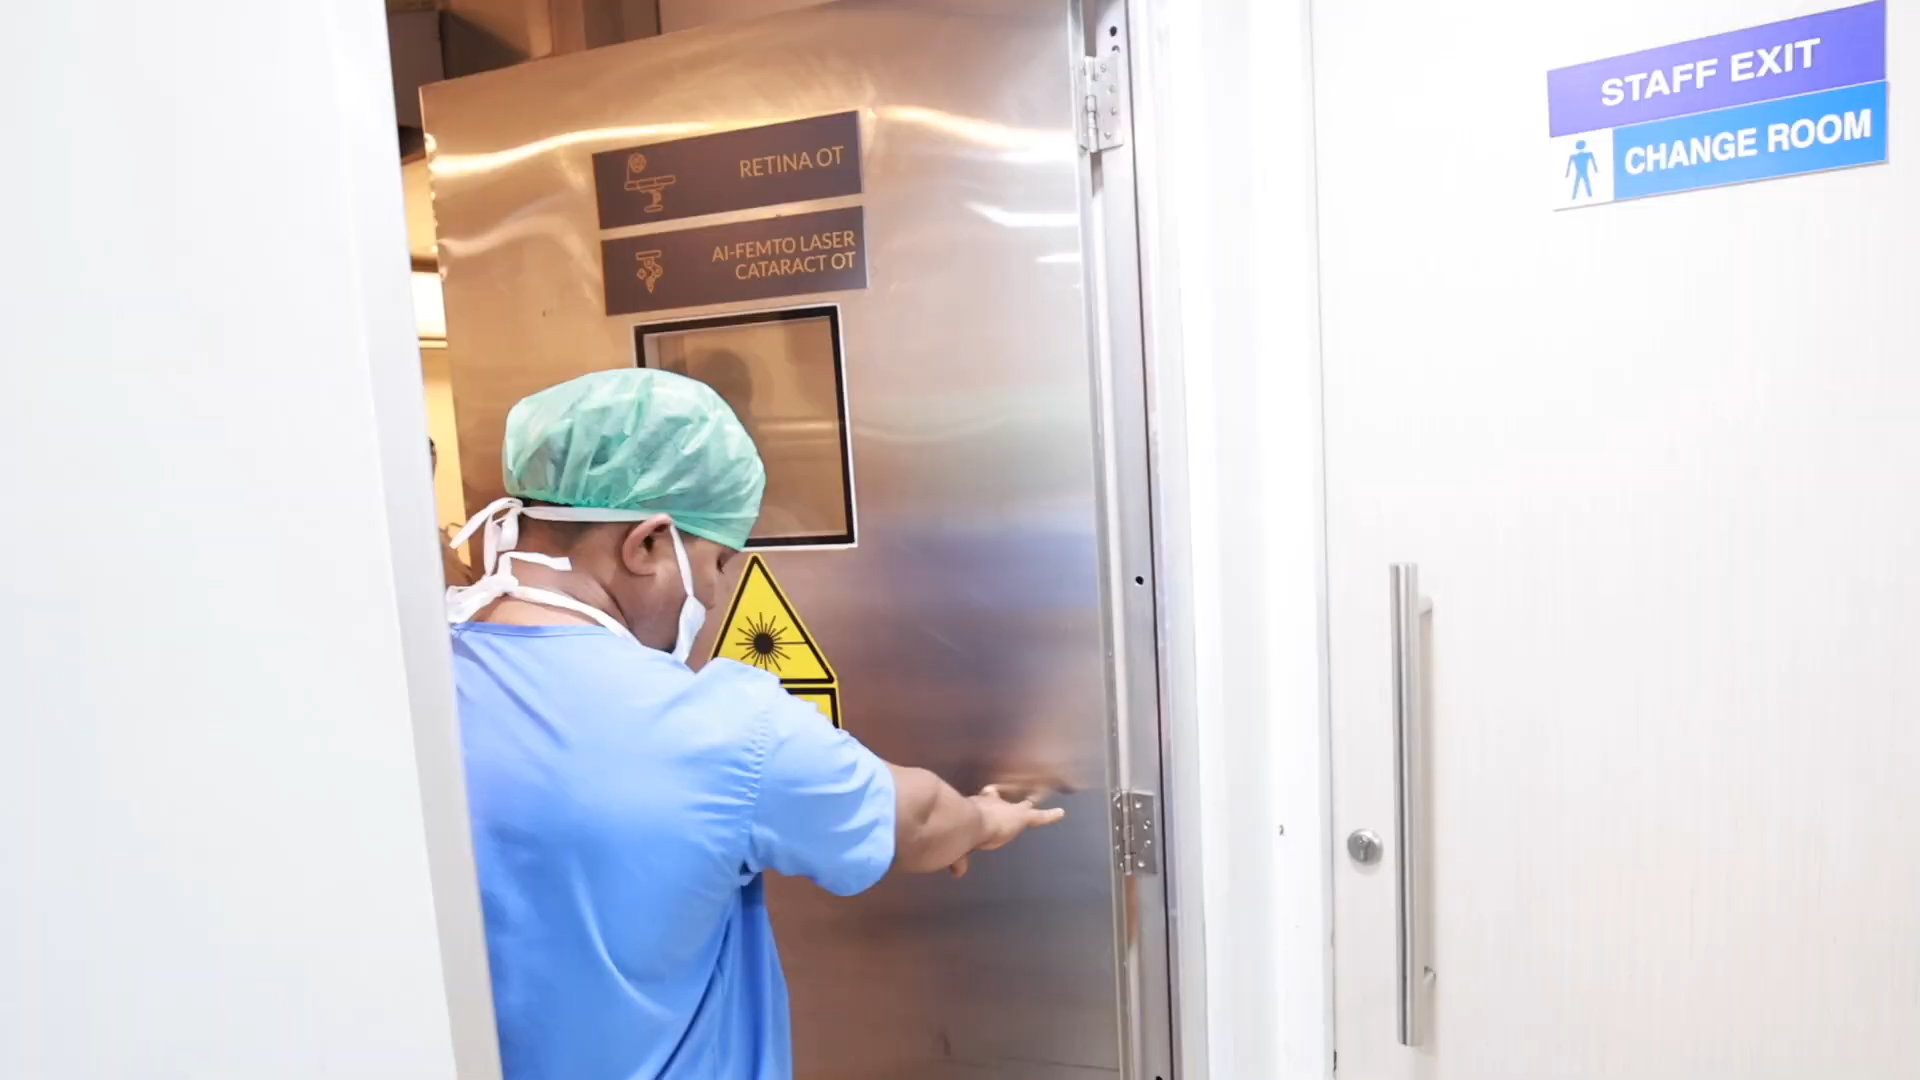 RETINA OT
AI-FEMTO LASER
CATARACT OT
STAFF EXIT
CHANGE ROOM